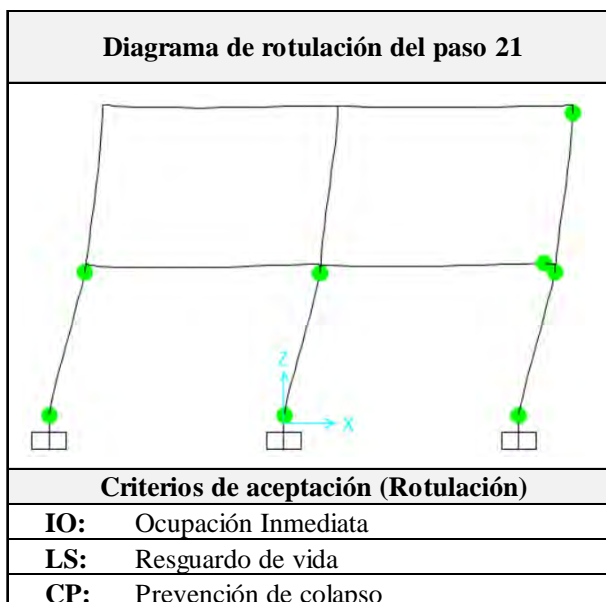 Diagrama de rotulación del paso 21
Z
X
Criterios de aceptación (Rotulación)
IO: Ocupación Inmediata
LS: Resguardo de vida
CP: Prevención de colapso